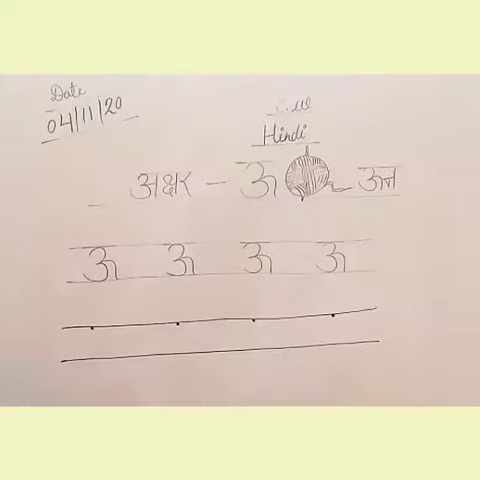 Date
04/11/20
C.W
Hindi
अक्षर - ऊ ऊन
ऊ ऊ ऊ ऊ